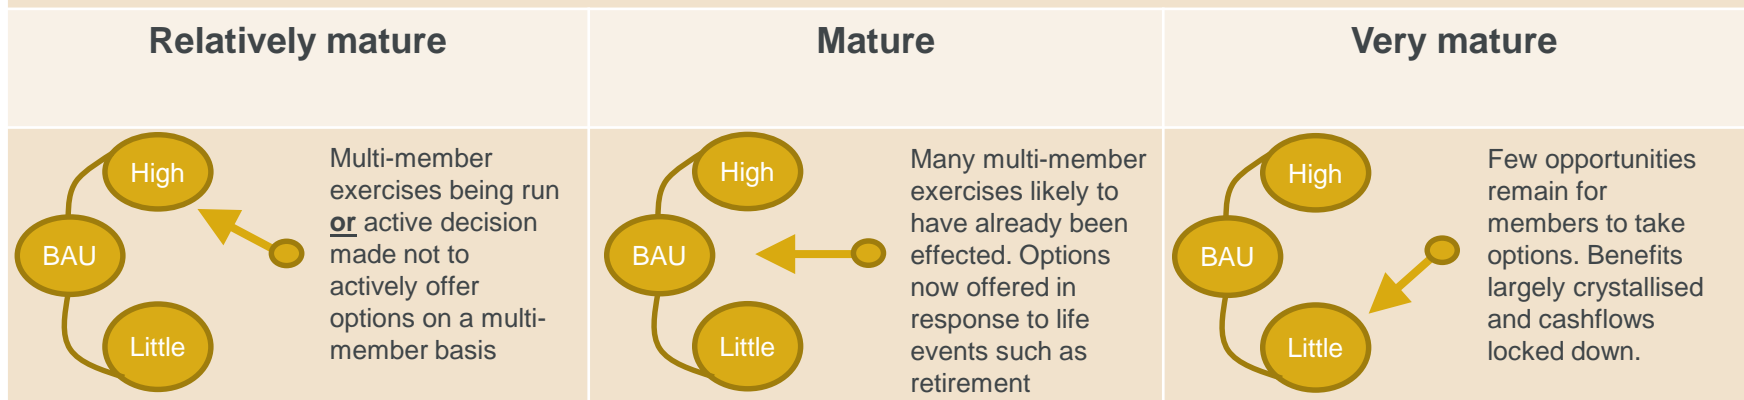 Relatively mature
Mature
Very mature
High
BAU
Little
Multi-member
exercises being run
or active decision
made not to
actively offer
options on a multi-
member basis
High
BAU
Little
Many multi-member
exercises likely to
have already been
effected. Options
now offered in
response to life
events such as
retirement
High
BAU
Little
Few opportunities
remain for
members to take
options. Benefits
largely crystallised
and cashflows
locked down.